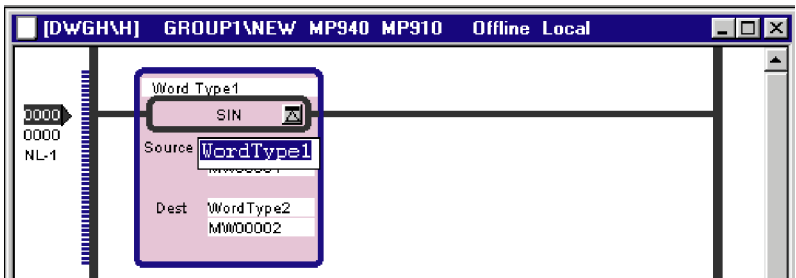 [DWGH\H] GROUP1\NEW MP940 MP910 Offline Local
Word Type1
0000
SIN
0000
NL-1
Source WordType1
Dest WordType2
MW00002